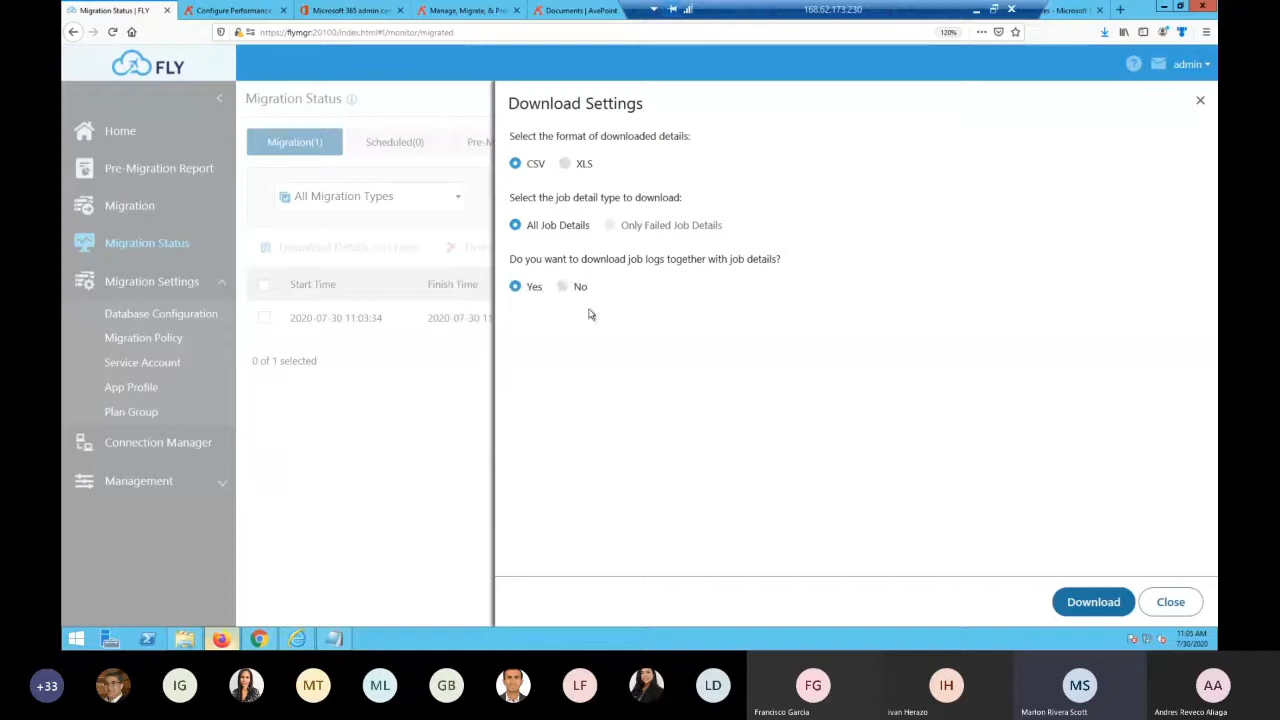 Migration Status | FLY
Configure Performance
Microsoft 365 admin cen
Manage, Migrate, & Pro
Documents | AvePoint
168.62.173.230
- Microsoft
https://flymgr:20100/index.html#!/monitor/migrated
120%
FLY
admin
Home
Pre-Migration Report
Migration
Migration Status
Migration Settings
Database Configuration
Migration Policy
Service Account
App Profile
Plan Group
Connection Manager
Management
Migration Status
Migration(1)
Scheduled(0)
Pre-M
All Migration Types
Start Time
Finish Time
2020-07-30 11:03:34
2020-07-30 11
0 of 1 selected
Download Settings
Select the format of downloaded details:
CSV
XLS
Select the job detail type to download:
All Job Details
Only Failed Job Details
Do you want to download job logs together with job details?
Yes
No
Download
Close
11:05 AM
7/30/2020
+33
IG
MT
ML
GB
LF
LD
FG
IH
MS
AA
Francisco Garcia
ivan Herazo
Marlon Rivera Scott
Andres Reveco Aliaga